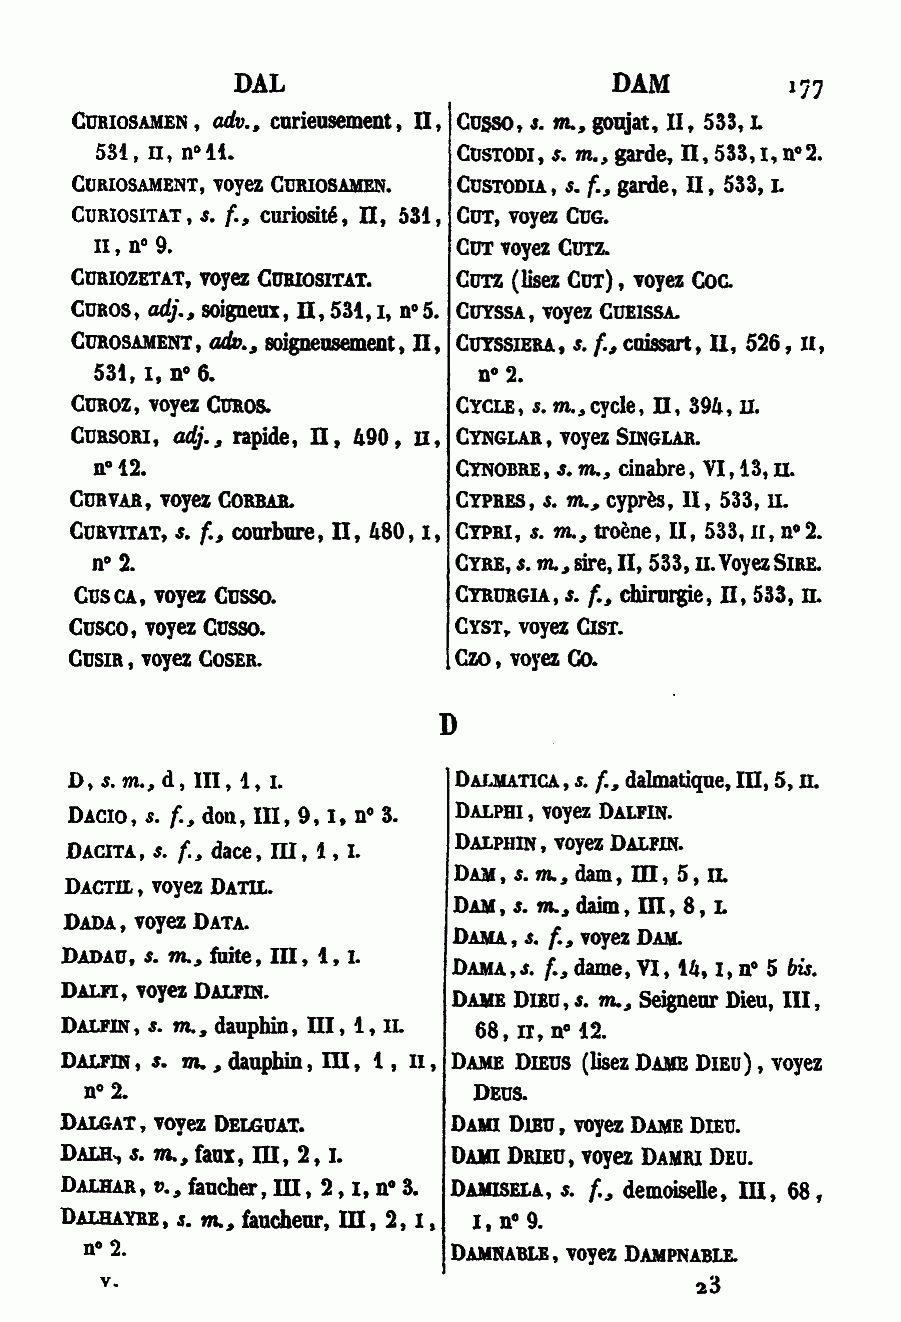 DAL
DAM
177
CURIOSAMEN, adv., curieusement, II,
531, II, n° 11.
CURIOSAMENT, voyez CURIOSAMEN.
CURIOSITAT, s. f., curiosité, II, 531,
II, n° 9.
CURIOZETAT, voyez CURIOSITAT.
CUROS, adj., soigneux, II, 531, I, n° 5.
CUROSAMENT, adv., soigneusement, II,
531, I, n° 6.
CUROZ, voyez CUROS.
CURSORI, adj., rapide, II, 490, II,
n° 12.
CURVAR, voyez CORBAR.
CURVITAT, s. f., courbure, II, 480, I,
n° 2.
CUSCA, voyez CUSSO.
CUSCO, voyez CUSSO.
CUSIR, voyez COSER.
CUSSO, s. m., goujat, II, 533, I.
CUSTODI, s. m., garde, II, 533, I, n° 2.
CUSTODIA, s. f., garde, II, 533, I.
CUT, voyez CUG.
CUT voyez CUTZ.
CUTZ (lisez CUT), voyez COG.
CUYSSA, voyez CUEISSA.
CUYSSIERA, s. f., cuissart, II, 526, II,
n° 2.
CYCLE, s. m., cycle, II, 394, II.
CYNGLAR, voyez SINGLAR.
CYNOBRE, s. m., cinabre, VI, 13, II.
CYPRES, s. m., cyprès, II, 533, II.
CYPRI, s. m., troène, II, 533, II, n° 2.
CYRE, s. m., sire, II, 533, II. Voyez SIRE.
CYRURGIA, s. f., chirurgie, II, 533, II.
CYST, voyez CIST.
CZO, voyez CO.
D
D, s. m., d, III, 1, I.
DACIO, s. f., don, III, 9, I, n° 3.
DACITA, s. f., dace, III, 1, I.
DACTIL, voyez DATIL.
DADA, voyez DATA.
DADAU, s. m., fuite, III, 1, I.
DALFI, voyez DALFIN.
DALFIN, s. m., dauphin, III, 1, II.
DALFIN, s. m., dauphin, III, 1, II,
n° 2.
DALGAT, voyez DELGUAT.
DALH, s. m., faux, III, 2, I.
DALHAR, v., faucher, III, 2, I, n° 3.
DALHAYRE, s. m., faucheur, III, 2, I,
n° 2.
DALMATICA, s. f., dalmatique, III, 5, II.
DALPHI, voyez DALFIN.
DALPHIN, voyez DALFIN.
DAM, s. m., dam, III, 5, II.
DAM, s. m., daim, III, 8, I.
DAMA, s. f., voyez DAM.
DAMA, s. f., dame, VI, 14, I, n° 5 bis.
DAME DIEU, s. m., Seigneur Dieu, III,
68, II, n° 12.
DAME DIEUS (lisez DAME DIEU), voyez
DEUS.
DAMI DIEU, voyez DAME DIEU.
DAMI DRIEU, voyez DAMRI DEU.
DAMISELA, s. f., demoiselle, III, 68,
I, n° 9.
DAMNABLE, voyez DAMPNABLE.
V.
23